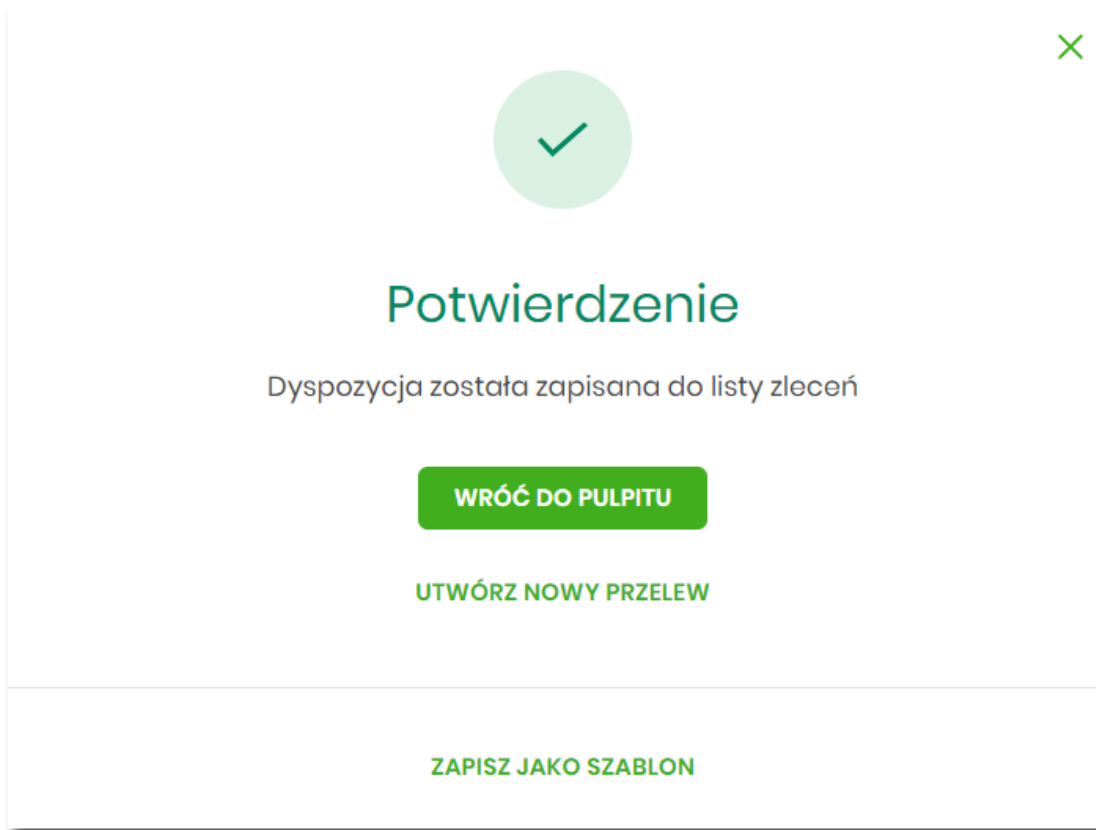 Potwierdzenie
Dyspozycja została zapisana do listy zleceń
WRÓĆ DO PULPITU
UTWÓRZ NOWY PRZELEW
ZAPISZ JAKO SZABLON